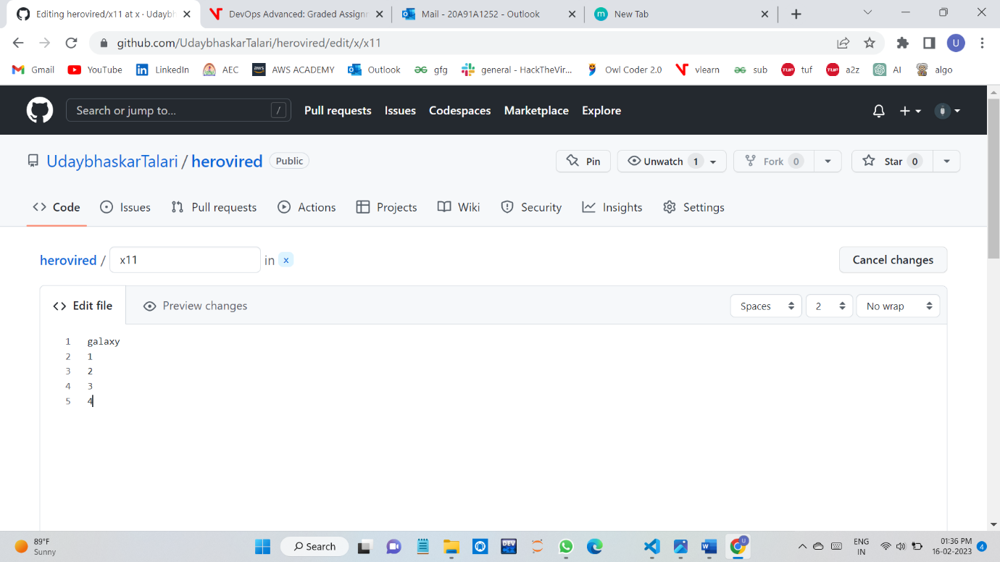 Editing herovired/x11 at x · Udaybh
DevOps Advanced: Graded Assignm
Mail - 20A91A1252 - Outlook
m New Tab
github.com/UdaybhaskarTalari/herovired/edit/x/x11
U
Gmail YouTube LinkedIn AEC AWS ACADEMY Outlook gfg general - HackTheVir... Owl Coder 2.0 vlearn sub tuf a2z AI algo
Search or jump to... /
Pull requests Issues Codespaces Marketplace Explore
UdaybhaskarTalari / herovired Public
Pin Unwatch 1 Fork 0 Star 0
Code Issues Pull requests Actions Projects Wiki Security Insights Settings
herovired / x11 in x Cancel changes
Edit file Preview changes Spaces 2 No wrap
1 galaxy
2 1
3 2
4 3
5 4
89°F
Sunny
Search
ENG
IN
01:36 PM
16-02-2023
4